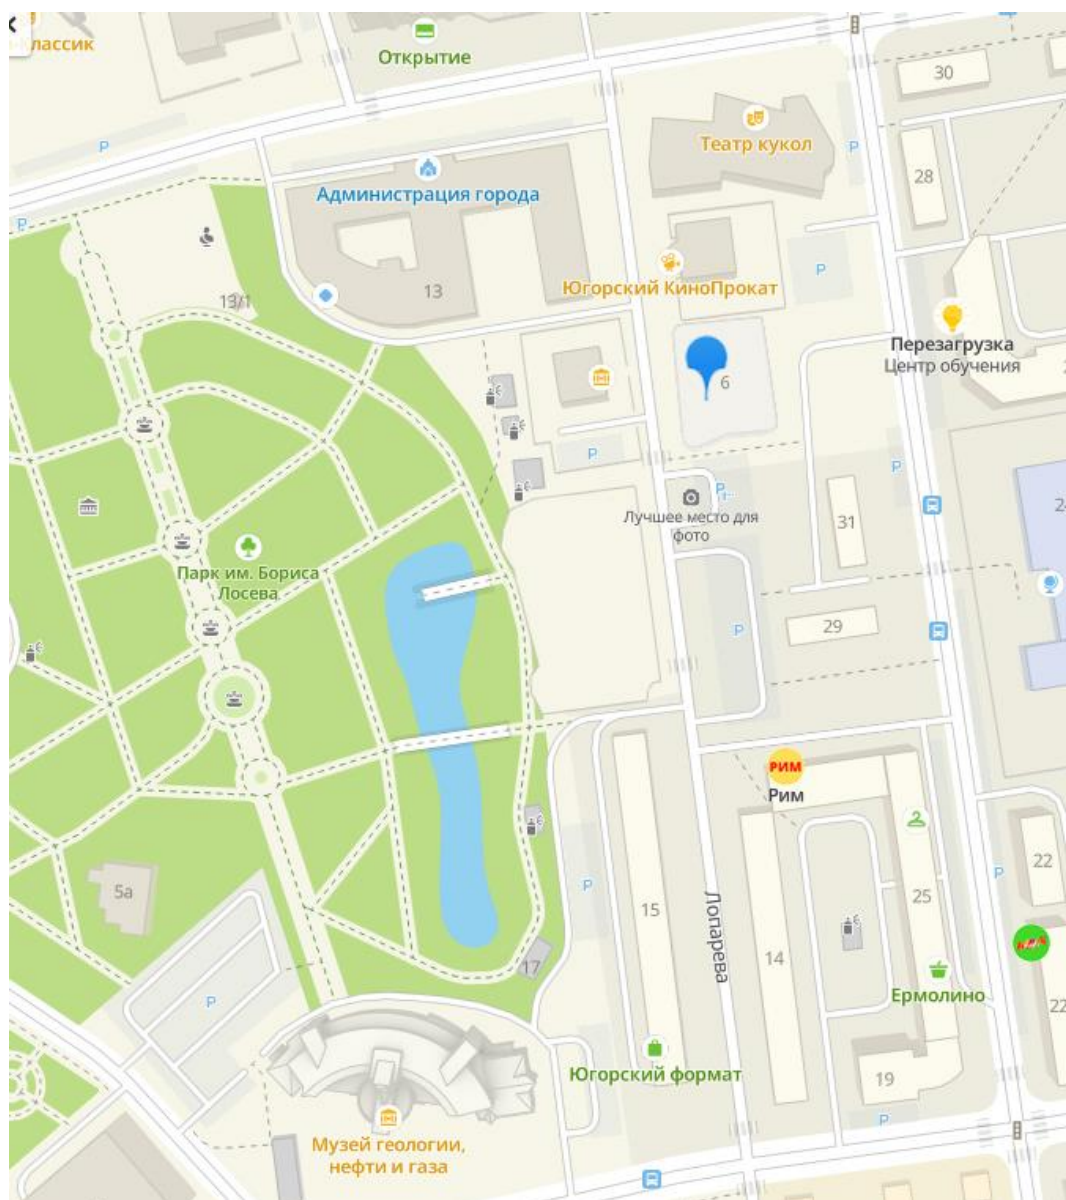 Классик
Открытие
30
P
Театр кукол
P
28
Администрация города
P
P
13
Югорский КиноПрокат
13/1
Перезагрузка
Центр обучения
6
P
P
P
24
31
Лучшее место для
фото
Парк им. Бориса
Лосева
29
P
РИМ
Рим
22
P
5а
P
15
25
Лопарева
14
17
Ермолино
P
22
Югорский формат
19
P
Музей геологии,
нефти и газа